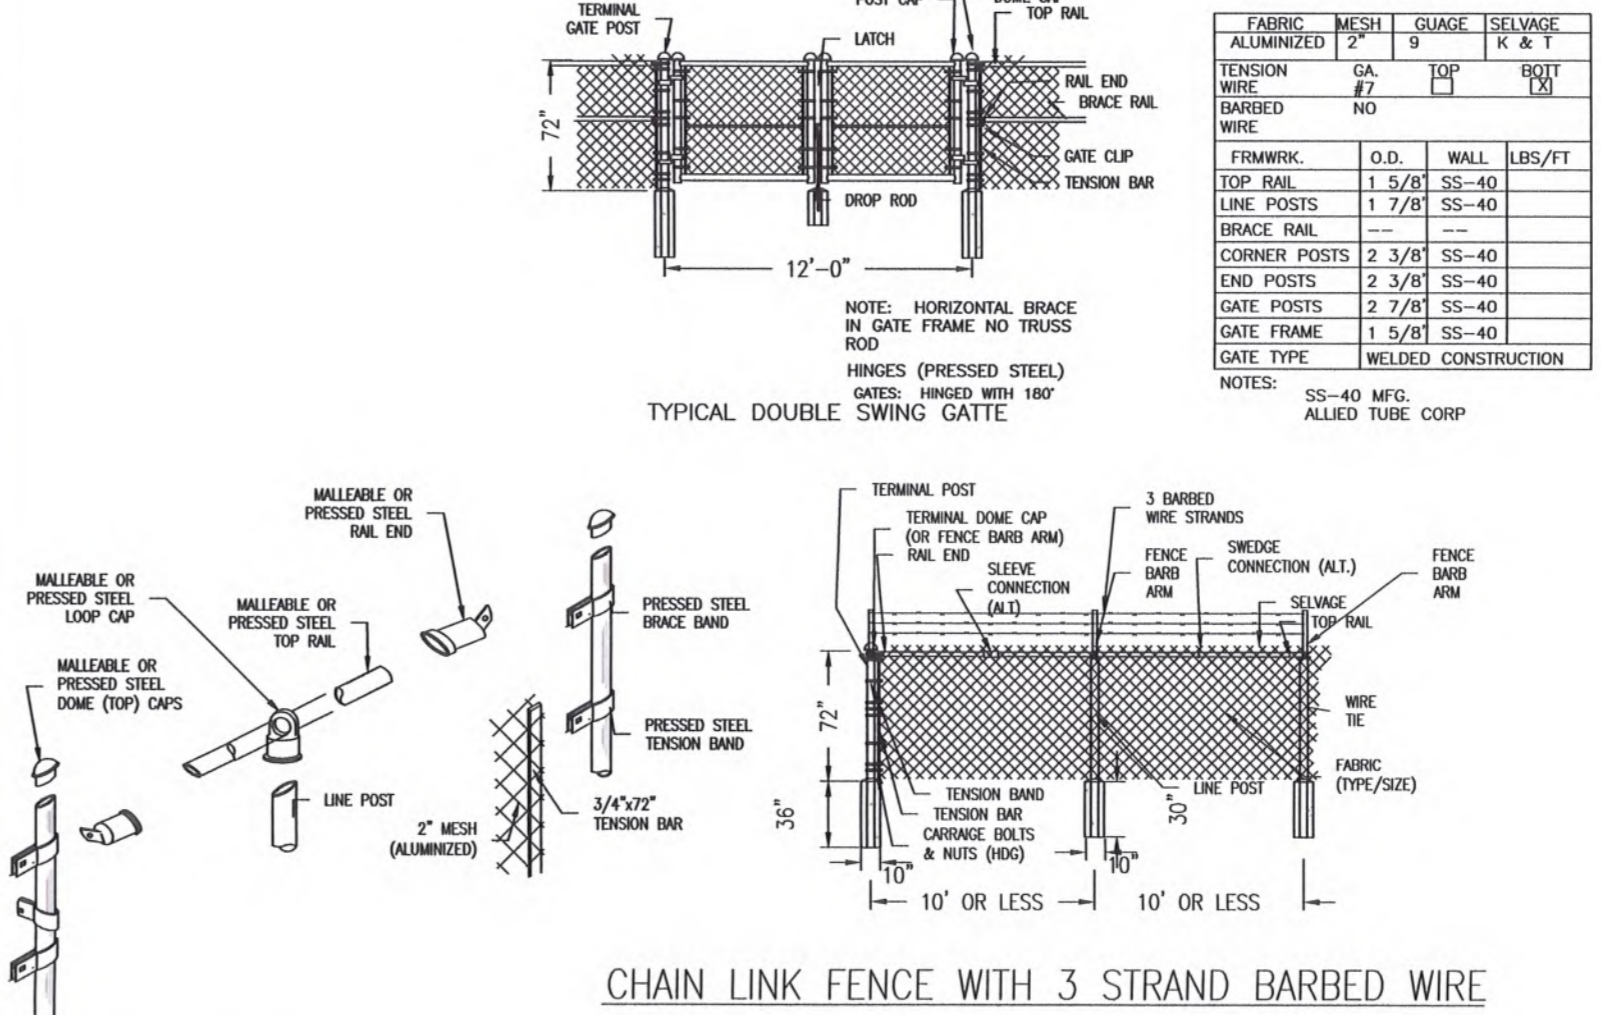 TERMINAL
GATE POST
POST CAP
DOME CAP
TOP RAIL
LATCH
RAIL END
BRACE RAIL
72"
GATE CLIP
TENSION BAR
DROP ROD
12'-0"
NOTE: HORIZONTAL BRACE
IN GATE FRAME NO TRUSS
ROD
HINGES (PRESSED STEEL)
GATES: HINGED WITH 180°
TYPICAL DOUBLE SWING GATTE
FABRIC MESH GUAGE SELVAGE
ALUMINIZED 2" 9 K & T
TENSION WIRE GA. #7 TOP BOTT X
BARBED WIRE NO
FRMWRK. O.D. WALL LBS/FT
TOP RAIL 1 5/8" SS-40
LINE POSTS 1 7/8" SS-40
BRACE RAIL -- --
CORNER POSTS 2 3/8" SS-40
END POSTS 2 3/8" SS-40
GATE POSTS 2 7/8" SS-40
GATE FRAME 1 5/8" SS-40
GATE TYPE WELDED CONSTRUCTION
NOTES:
SS-40 MFG.
ALLIED TUBE CORP
MALLEABLE OR
PRESSED STEEL
RAIL END
MALLEABLE OR
PRESSED STEEL
LOOP CAP
MALLEABLE OR
PRESSED STEEL
TOP RAIL
MALLEABLE OR
PRESSED STEEL
DOME (TOP) CAPS
PRESSED STEEL
BRACE BAND
PRESSED STEEL
TENSION BAND
LINE POST
2" MESH
(ALUMINIZED)
3/4"x72"
TENSION BAR
TERMINAL POST
TERMINAL DOME CAP
(OR FENCE BARB ARM)
RAIL END
SLEEVE
CONNECTION
(ALT)
3 BARBED
WIRE STRANDS
FENCE
BARB
ARM
SWEDGE
CONNECTION (ALT.)
FENCE
BARB
ARM
SELVAGE
TOP RAIL
72"
WIRE
TIE
FABRIC
(TYPE/SIZE)
36"
TENSION BAND
TENSION BAR
CARRAIGE BOLTS
& NUTS (HDG)
LINE POST
30"
10"
10"
10' OR LESS
10' OR LESS
CHAIN LINK FENCE WITH 3 STRAND BARBED WIRE